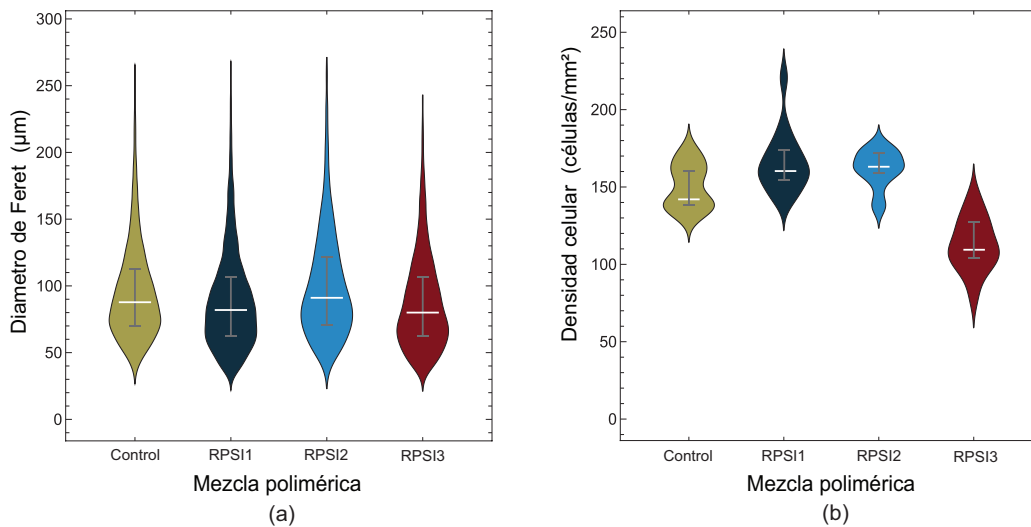 300
250
200
150
100
50
0
Diametro de Feret (µm)
Control
RPSI1
RPSI2
RPSI3
Mezcla polimérica
(a)
250
200
150
100
50
0
Densidad celular (células/mm²)
Control
RPSI1
RPSI2
RPSI3
Mezcla polimérica
(b)